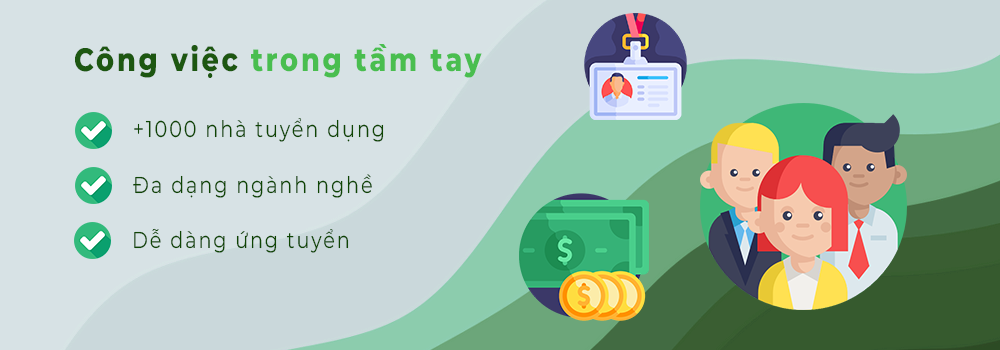 Công việc trong tầm tay
+1000 nhà tuyển dụng
Đa dạng ngành nghề
Dễ dàng ứng tuyển
$
$